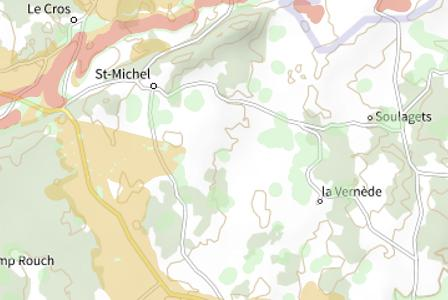 Le Cros
St-Michel
Soulagets
la Vernède
mp Rouch